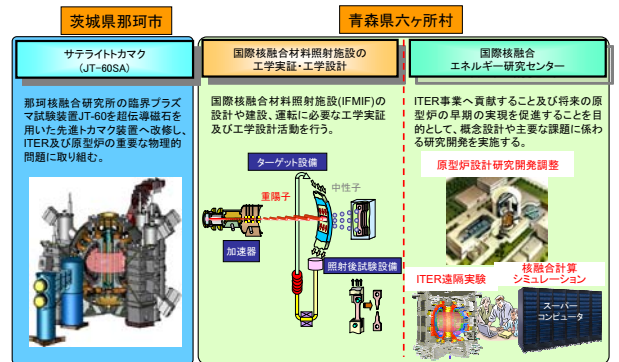 茨城県那珂市
サテライトトカマク
(JT-60SA)
那珂核融合研究所の臨界プラズ
マ試験装置JT-60を超伝導磁石を
用いた先進トカマク装置へ改修し、
ITER及び原型炉の重要な物理的
問題に取り組む。
青森県六ヶ所村
国際核融合材料照射施設の
工学実証・工学設計
国際核融合材料照射施設(IFMIF)の
設計や建設、運転に必要な工学実証
及び工学設計活動を行う。
ターゲット設備
重陽子
中性子
加速器
照射後試験設備
国際核融合
エネルギー研究センター
ITER事業へ貢献すること及び将来の原
型炉の早期の実現を促進することを目
的として、概念設計や主要な課題に係わ
る研究開発を実施する。
原型炉設計研究開発調整
ITER遠隔実験
核融合計算
シミュレーション
スーパー
コンピュータ